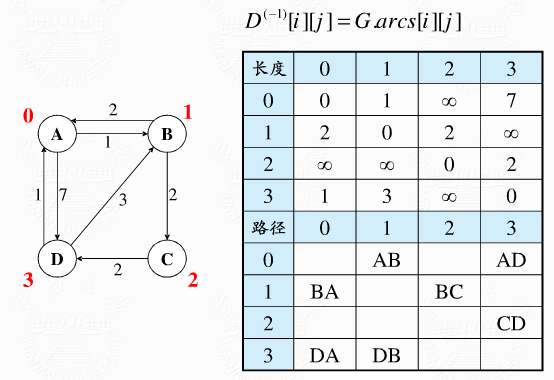 D⁽⁻¹⁾[i][j]=G.arcs[i][j]
长度 0 1 2 3
0 0 1 ∞ 7
1 2 0 2 ∞
2 ∞ ∞ 0 2
3 1 3 ∞ 0
路径 0 1 2 3
0 AB AD
1 BA BC
2 CD
3 DA DB
0 2 1
A B
1
1 7 3 2
D C
3 2 2